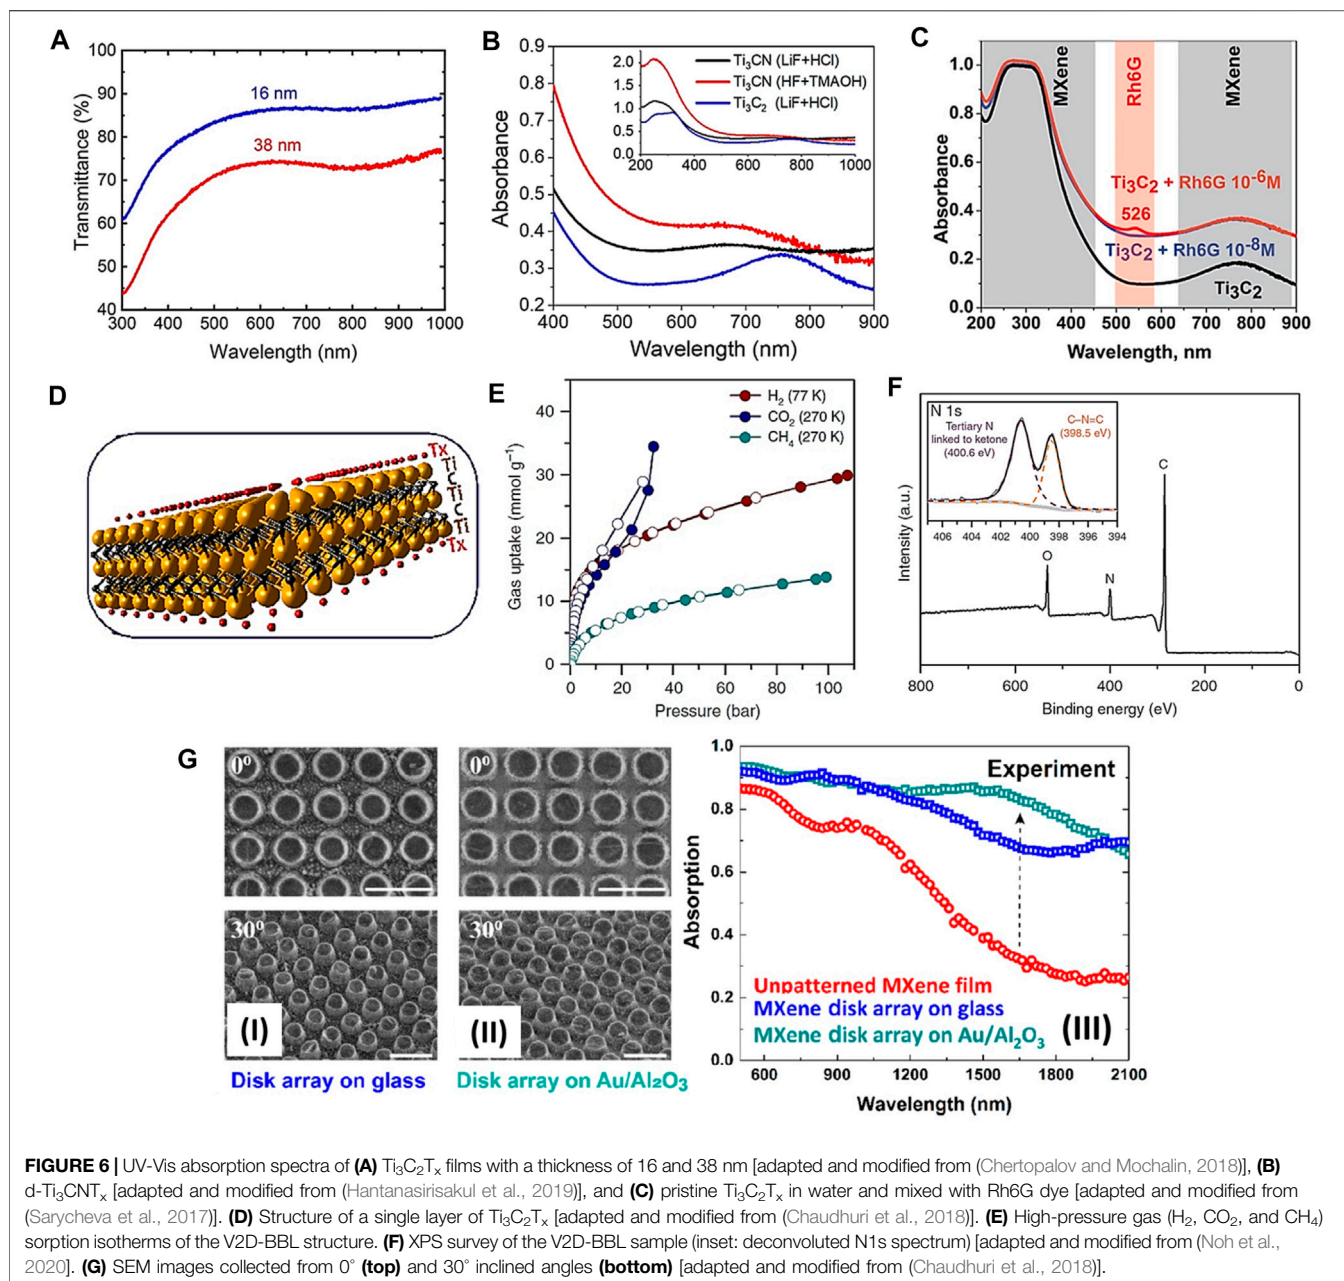 A
100
90
80
70
60
50
40
Transmittance (%)
16 nm
38 nm
300 400 500 600 700 800 900 1000
Wavelength (nm)
B
0.9
0.8
0.7
0.6
0.5
0.4
0.3
0.2
Absorbance
2.0
1.5
1.0
0.5
0.0
200 400 600 800 1000
Ti₃CN (LiF+HCl)
Ti₃CN (HF+TMAOH)
Ti₃C₂ (LiF+HCl)
400 500 600 700 800 900
Wavelength (nm)
C
1.0
0.8
0.6
0.4
0.2
0.0
Absorbance
MXene
Rh6G
MXene
Ti₃C₂ + Rh6G 10⁻⁶M
526
Ti₃C₂ + Rh6G 10⁻⁸M
Ti₃C₂
200 300 400 500 600 700 800 900
Wavelength, nm
D
Tx
Ti
C
Ti
C
Ti
Tx
E
40
30
20
10
0
Gas uptake (mmol g⁻¹)
H₂ (77 K)
CO₂ (270 K)
CH₄ (270 K)
0 20 40 60 80 100
Pressure (bar)
F
Intensity (a.u.)
N 1s
Tertiary N
linked to ketone
(400.6 eV)
C–N=C
(398.5 eV)
406 404 402 400 398 396 394
O
N
C
800 600 400 200 0
Binding energy (eV)
G
0°
0°
30°
30°
(I)
(II)
Disk array on glass
Disk array on Au/Al₂O₃
1.0
0.8
0.6
0.4
0.2
0.0
Absorption
Experiment
Unpatterned MXene film
MXene disk array on glass
MXene disk array on Au/Al₂O₃
(III)
600 900 1200 1500 1800 2100
Wavelength (nm)
FIGURE 6 | UV-Vis absorption spectra of (A) Ti₃C₂Tₓ films with a thickness of 16 and 38 nm [adapted and modified from (Chertopalov and Mochalin, 2018)], (B)
d-Ti₃CNTₓ [adapted and modified from (Hantanasirisakul et al., 2019)], and (C) pristine Ti₃C₂Tₓ in water and mixed with Rh6G dye [adapted and modified from
(Sarycheva et al., 2017)]. (D) Structure of a single layer of Ti₃C₂Tₓ [adapted and modified from (Chaudhuri et al., 2018)]. (E) High-pressure gas (H₂, CO₂, and CH₄)
sorption isotherms of the V2D-BBL structure. (F) XPS survey of the V2D-BBL sample (inset: deconvoluted N1s spectrum) [adapted and modified from (Noh et al.,
2020]. (G) SEM images collected from 0° (top) and 30° inclined angles (bottom) [adapted and modified from (Chaudhuri et al., 2018)].